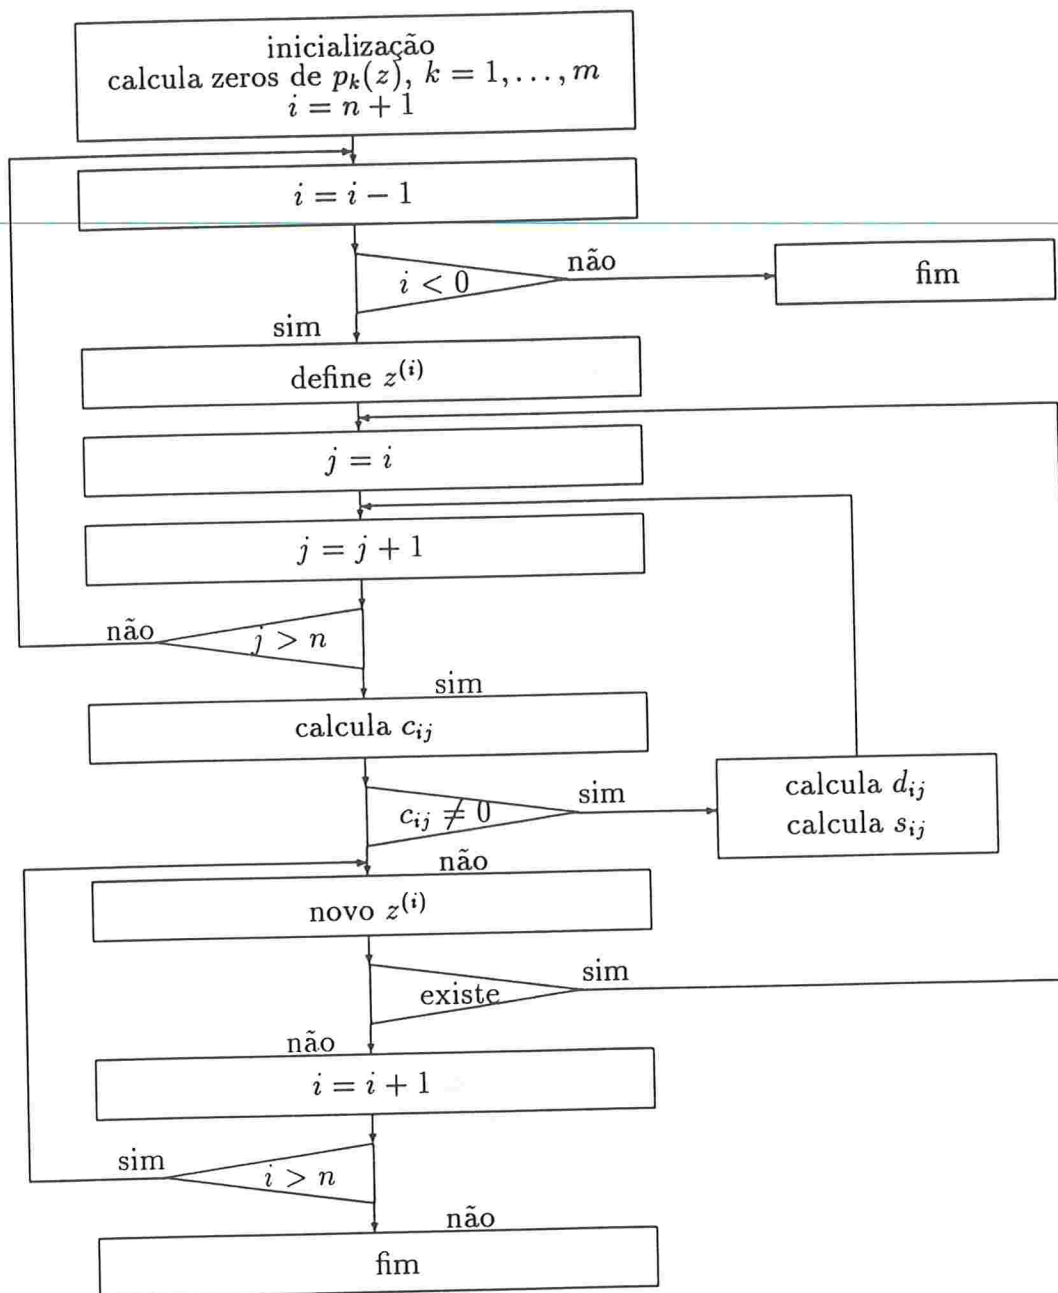 inicialização
calcula zeros de p_k(z), k = 1, ..., m
i = n + 1
i = i − 1
i < 0
não
fim
sim
define z^(i)
j = i
j = j + 1
não
j > n
sim
calcula c_ij
c_ij ≠ 0
sim
calcula d_ij
calcula s_ij
não
novo z^(i)
existe
sim
não
i = i + 1
sim
i > n
não
fim